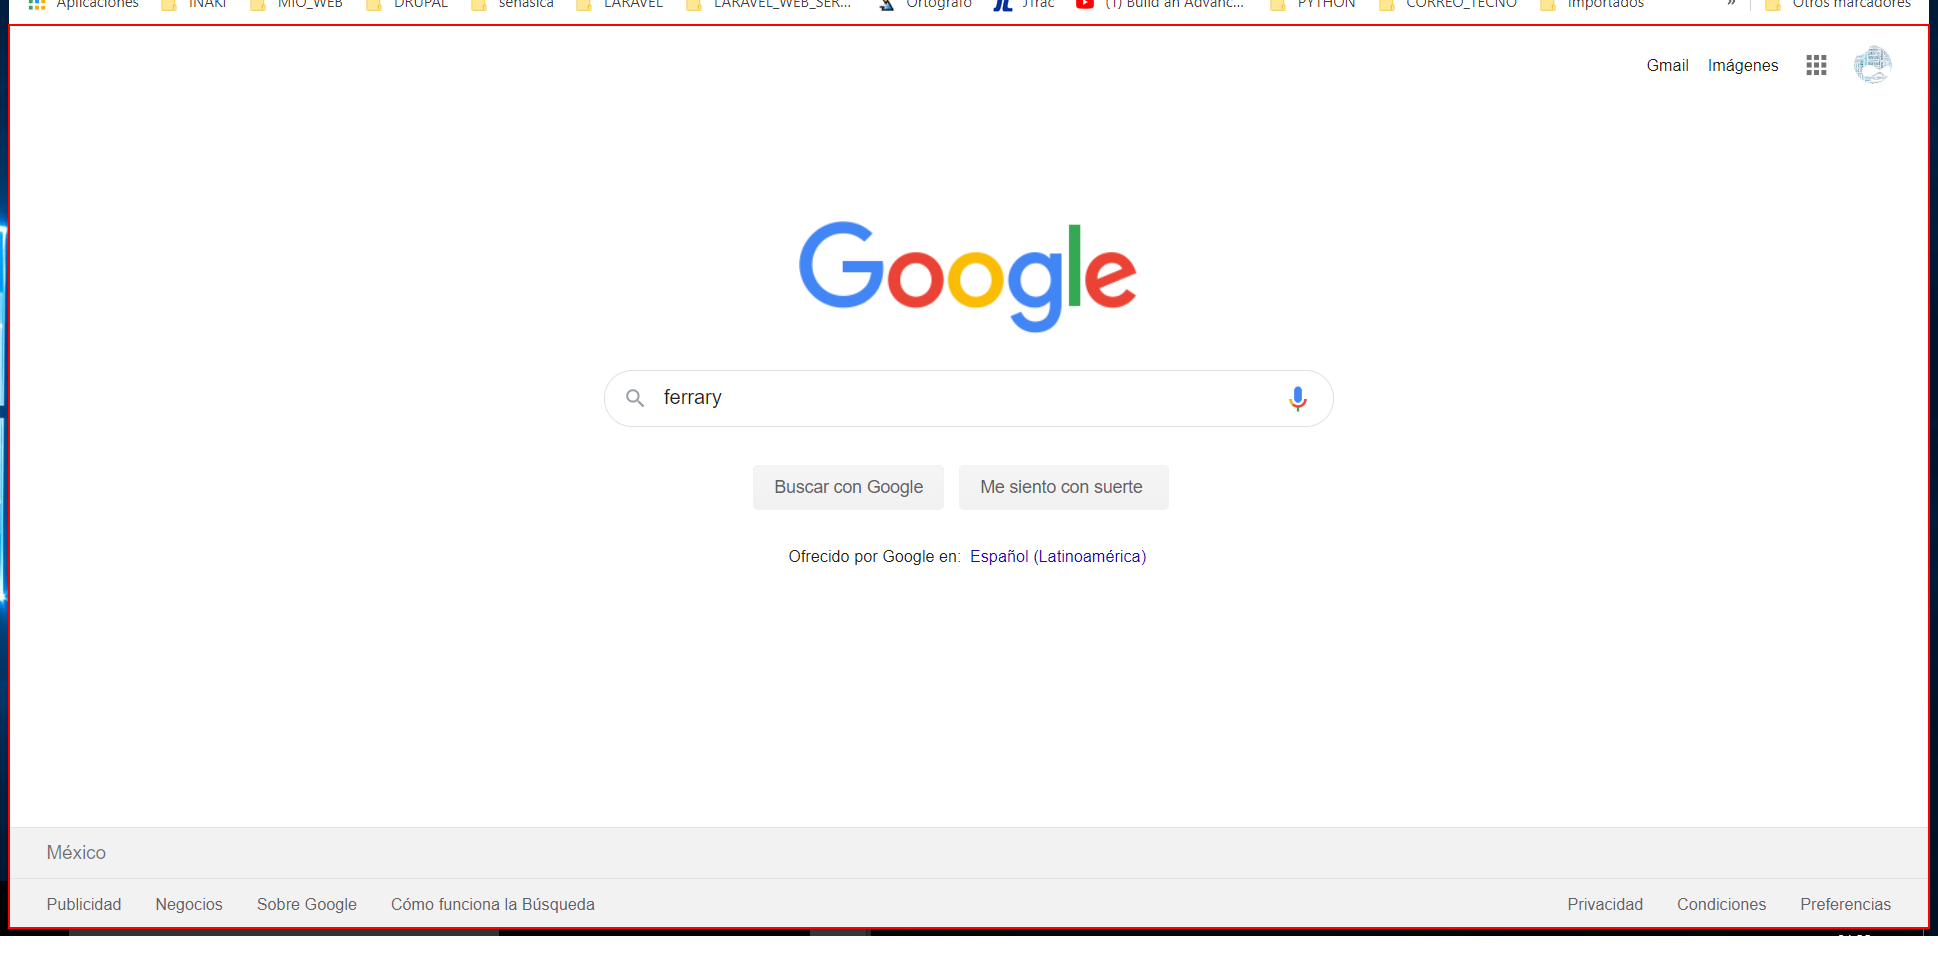 Aplicaciones IÑAKI MIO_WEB DRUPAL senasica LARAVEL LARAVEL_WEB_SER... Ortógrafo JTrac (1) Build an Advanc... PYTHON CORREO_TECNO Importados » Otros marcadores
Gmail Imágenes
Google
ferrary
Buscar con Google Me siento con suerte
Ofrecido por Google en: Español (Latinoamérica)
México
Publicidad Negocios Sobre Google Cómo funciona la Búsqueda Privacidad Condiciones Preferencias